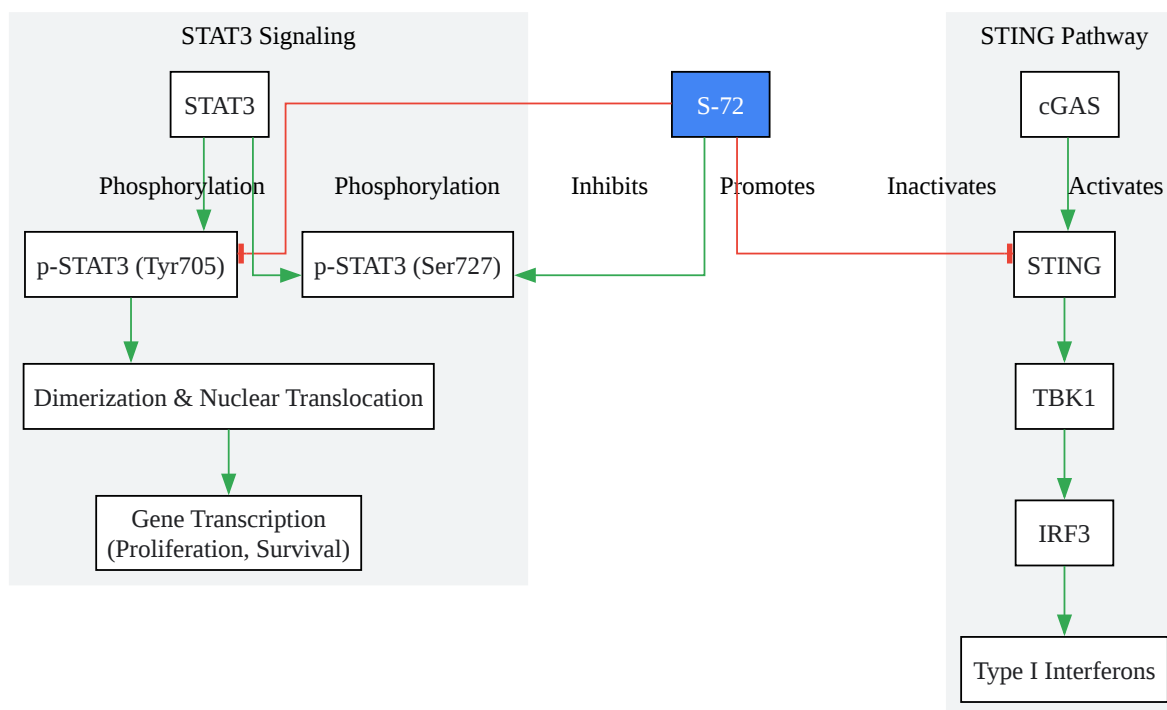 STAT3 Signaling
STING Pathway
STAT3
S-72
cGAS
Phosphorylation
Phosphorylation
Inhibits
Promotes
Inactivates
Activates
p-STAT3 (Tyr705)
p-STAT3 (Ser727)
STING
Dimerization & Nuclear Translocation
TBK1
Gene Transcription
(Proliferation, Survival)
IRF3
Type I Interferons